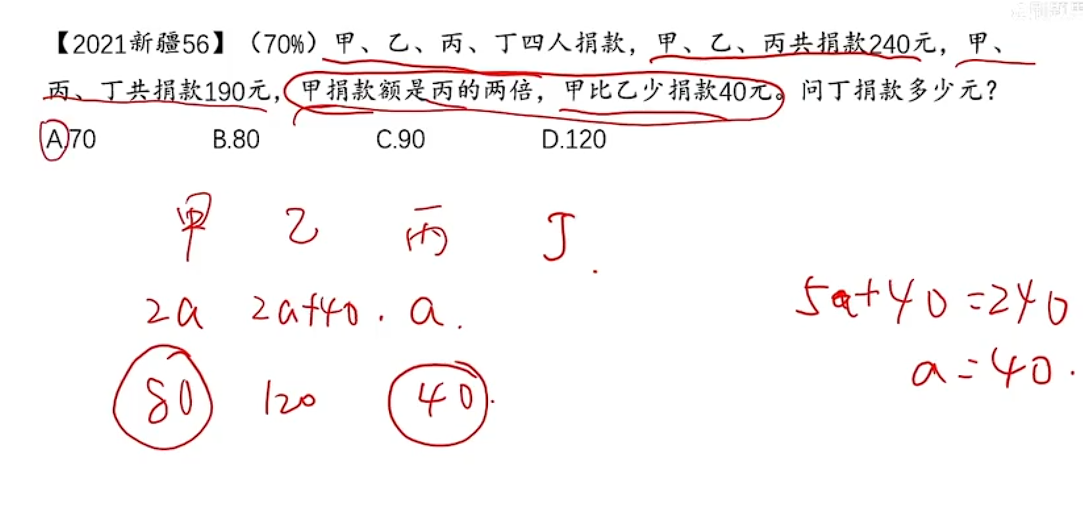 【2021新疆56】（70%）甲、乙、丙、丁四人捐款，甲、乙、丙共捐款240元，甲、
丙、丁共捐款190元，甲捐款额是丙的两倍，甲比乙少捐款40元。问丁捐款多少元？
A.70 B.80 C.90 D.120
甲 乙 丙 丁
2a 2a+40 a
5a+40=240
a=40
80 120 40